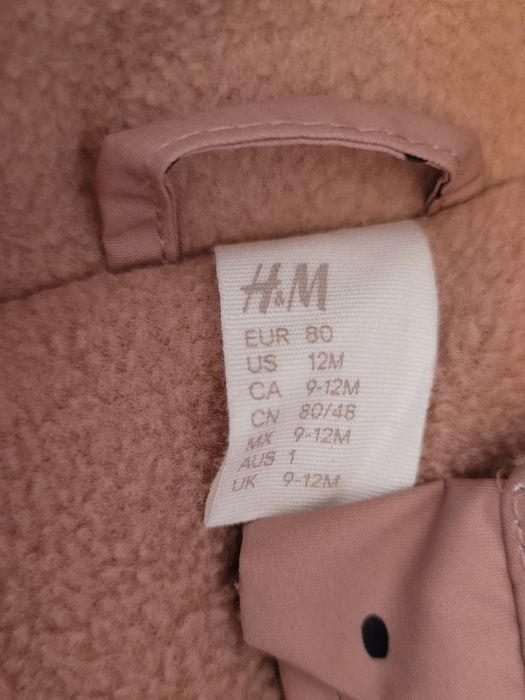 H&M
EUR 80
US 12M
CA 9-12M
CN 80/48
MX 9-12M
AUS 1
UK 9-12M